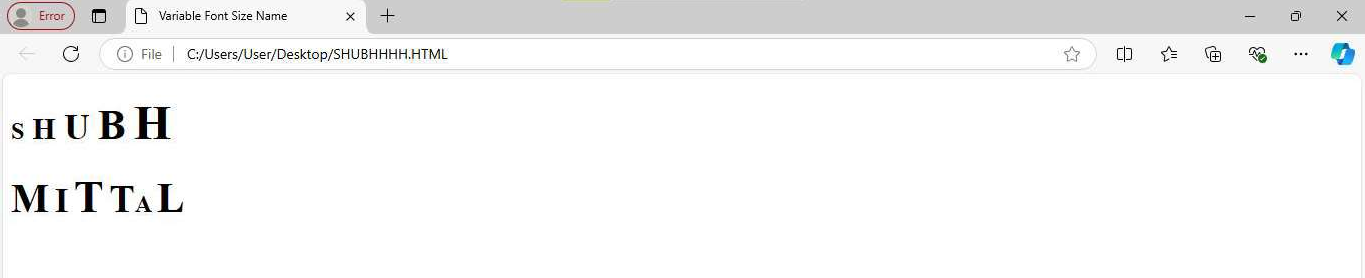 Error
Variable Font Size Name
File
C:/Users/User/Desktop/SHUBHHHH.HTML
S H U B H
M I T T A L